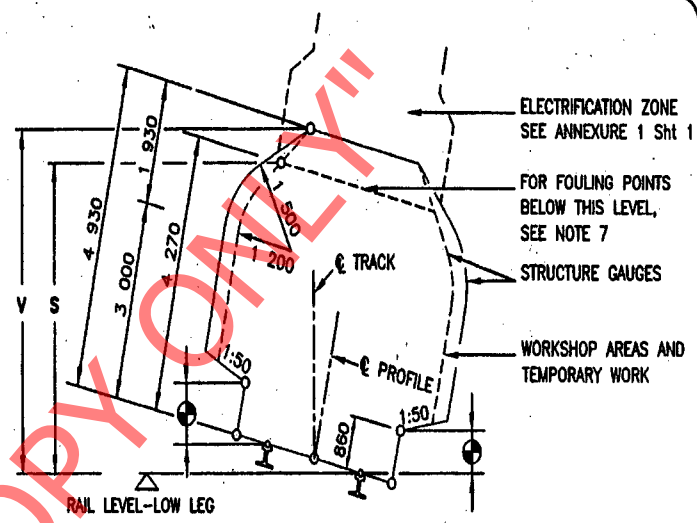 ELECTRIFICATION ZONE
SEE ANNEXURE 1 Sht 1
FOR FOULING POINTS
BELOW THIS LEVEL,
SEE NOTE 7
STRUCTURE GAUGES
WORKSHOP AREAS AND
TEMPORARY WORK
1 930
4 930
3 000
4 270
1 500
1 200
V
S
℄ TRACK
℄ PROFILE
1:50
1:50
860
RAIL LEVEL-LOW LEG
COPY ONLY"